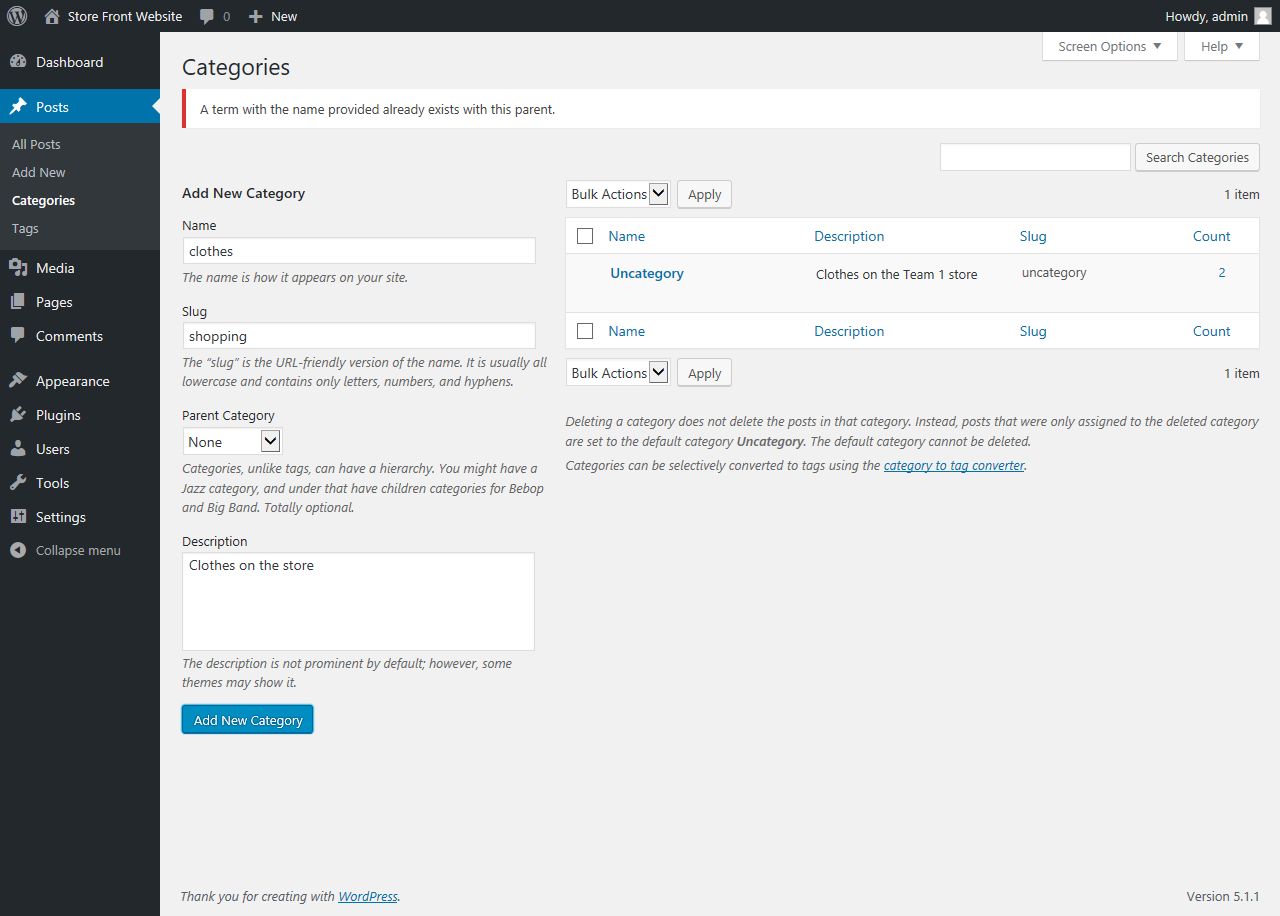 Store Front Website 0 New Howdy, admin
Screen Options Help
Dashboard
Posts
All Posts
Add New
Categories
Tags
Media
Pages
Comments
Appearance
Plugins
Users
Tools
Settings
Collapse menu
Categories
A term with the name provided already exists with this parent.
Search Categories
Add New Category
Name
clothes
The name is how it appears on your site.
Slug
shopping
The “slug” is the URL-friendly version of the name. It is usually all
lowercase and contains only letters, numbers, and hyphens.
Parent Category
None
Categories, unlike tags, can have a hierarchy. You might have a
Jazz category, and under that have children categories for Bebop
and Big Band. Totally optional.
Description
Clothes on the store
The description is not prominent by default; however, some
themes may show it.
Add New Category
Bulk Actions Apply 1 item
Name Description Slug Count
Uncategory Clothes on the Team 1 store uncategory 2
Name Description Slug Count
Bulk Actions Apply 1 item
Deleting a category does not delete the posts in that category. Instead, posts that were only assigned to the deleted category
are set to the default category Uncategory. The default category cannot be deleted.
Categories can be selectively converted to tags using the category to tag converter.
Thank you for creating with WordPress. Version 5.1.1